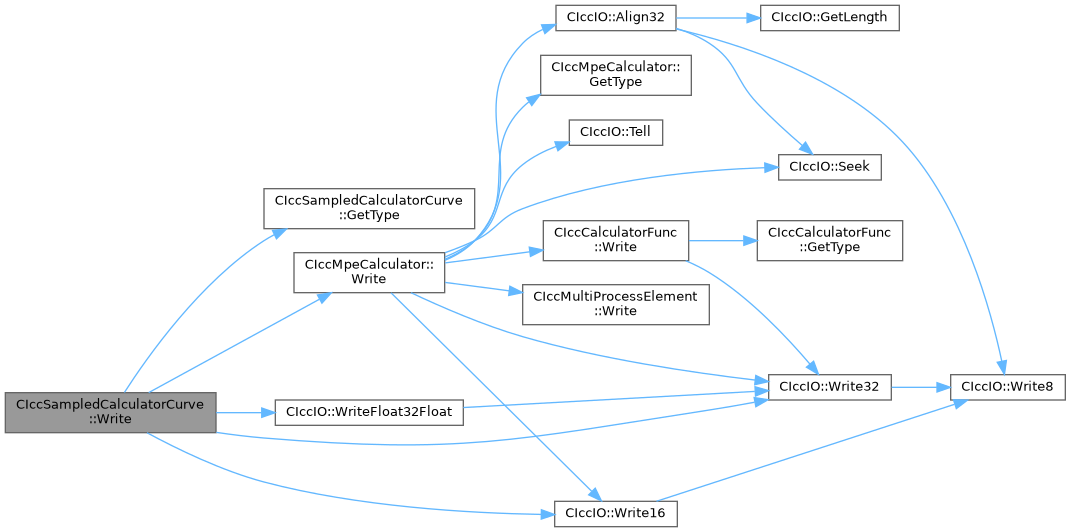 CIccIO::Align32
CIccIO::GetLength
CIccMpeCalculator::
GetType
CIccIO::Tell
CIccIO::Seek
CIccSampledCalculatorCurve
::GetType
CIccCalculatorFunc
::Write
CIccCalculatorFunc
::GetType
CIccMpeCalculator::
Write
CIccMultiProcessElement
::Write
CIccIO::Write32
CIccIO::Write8
CIccSampledCalculatorCurve
::Write
CIccIO::WriteFloat32Float
CIccIO::Write16